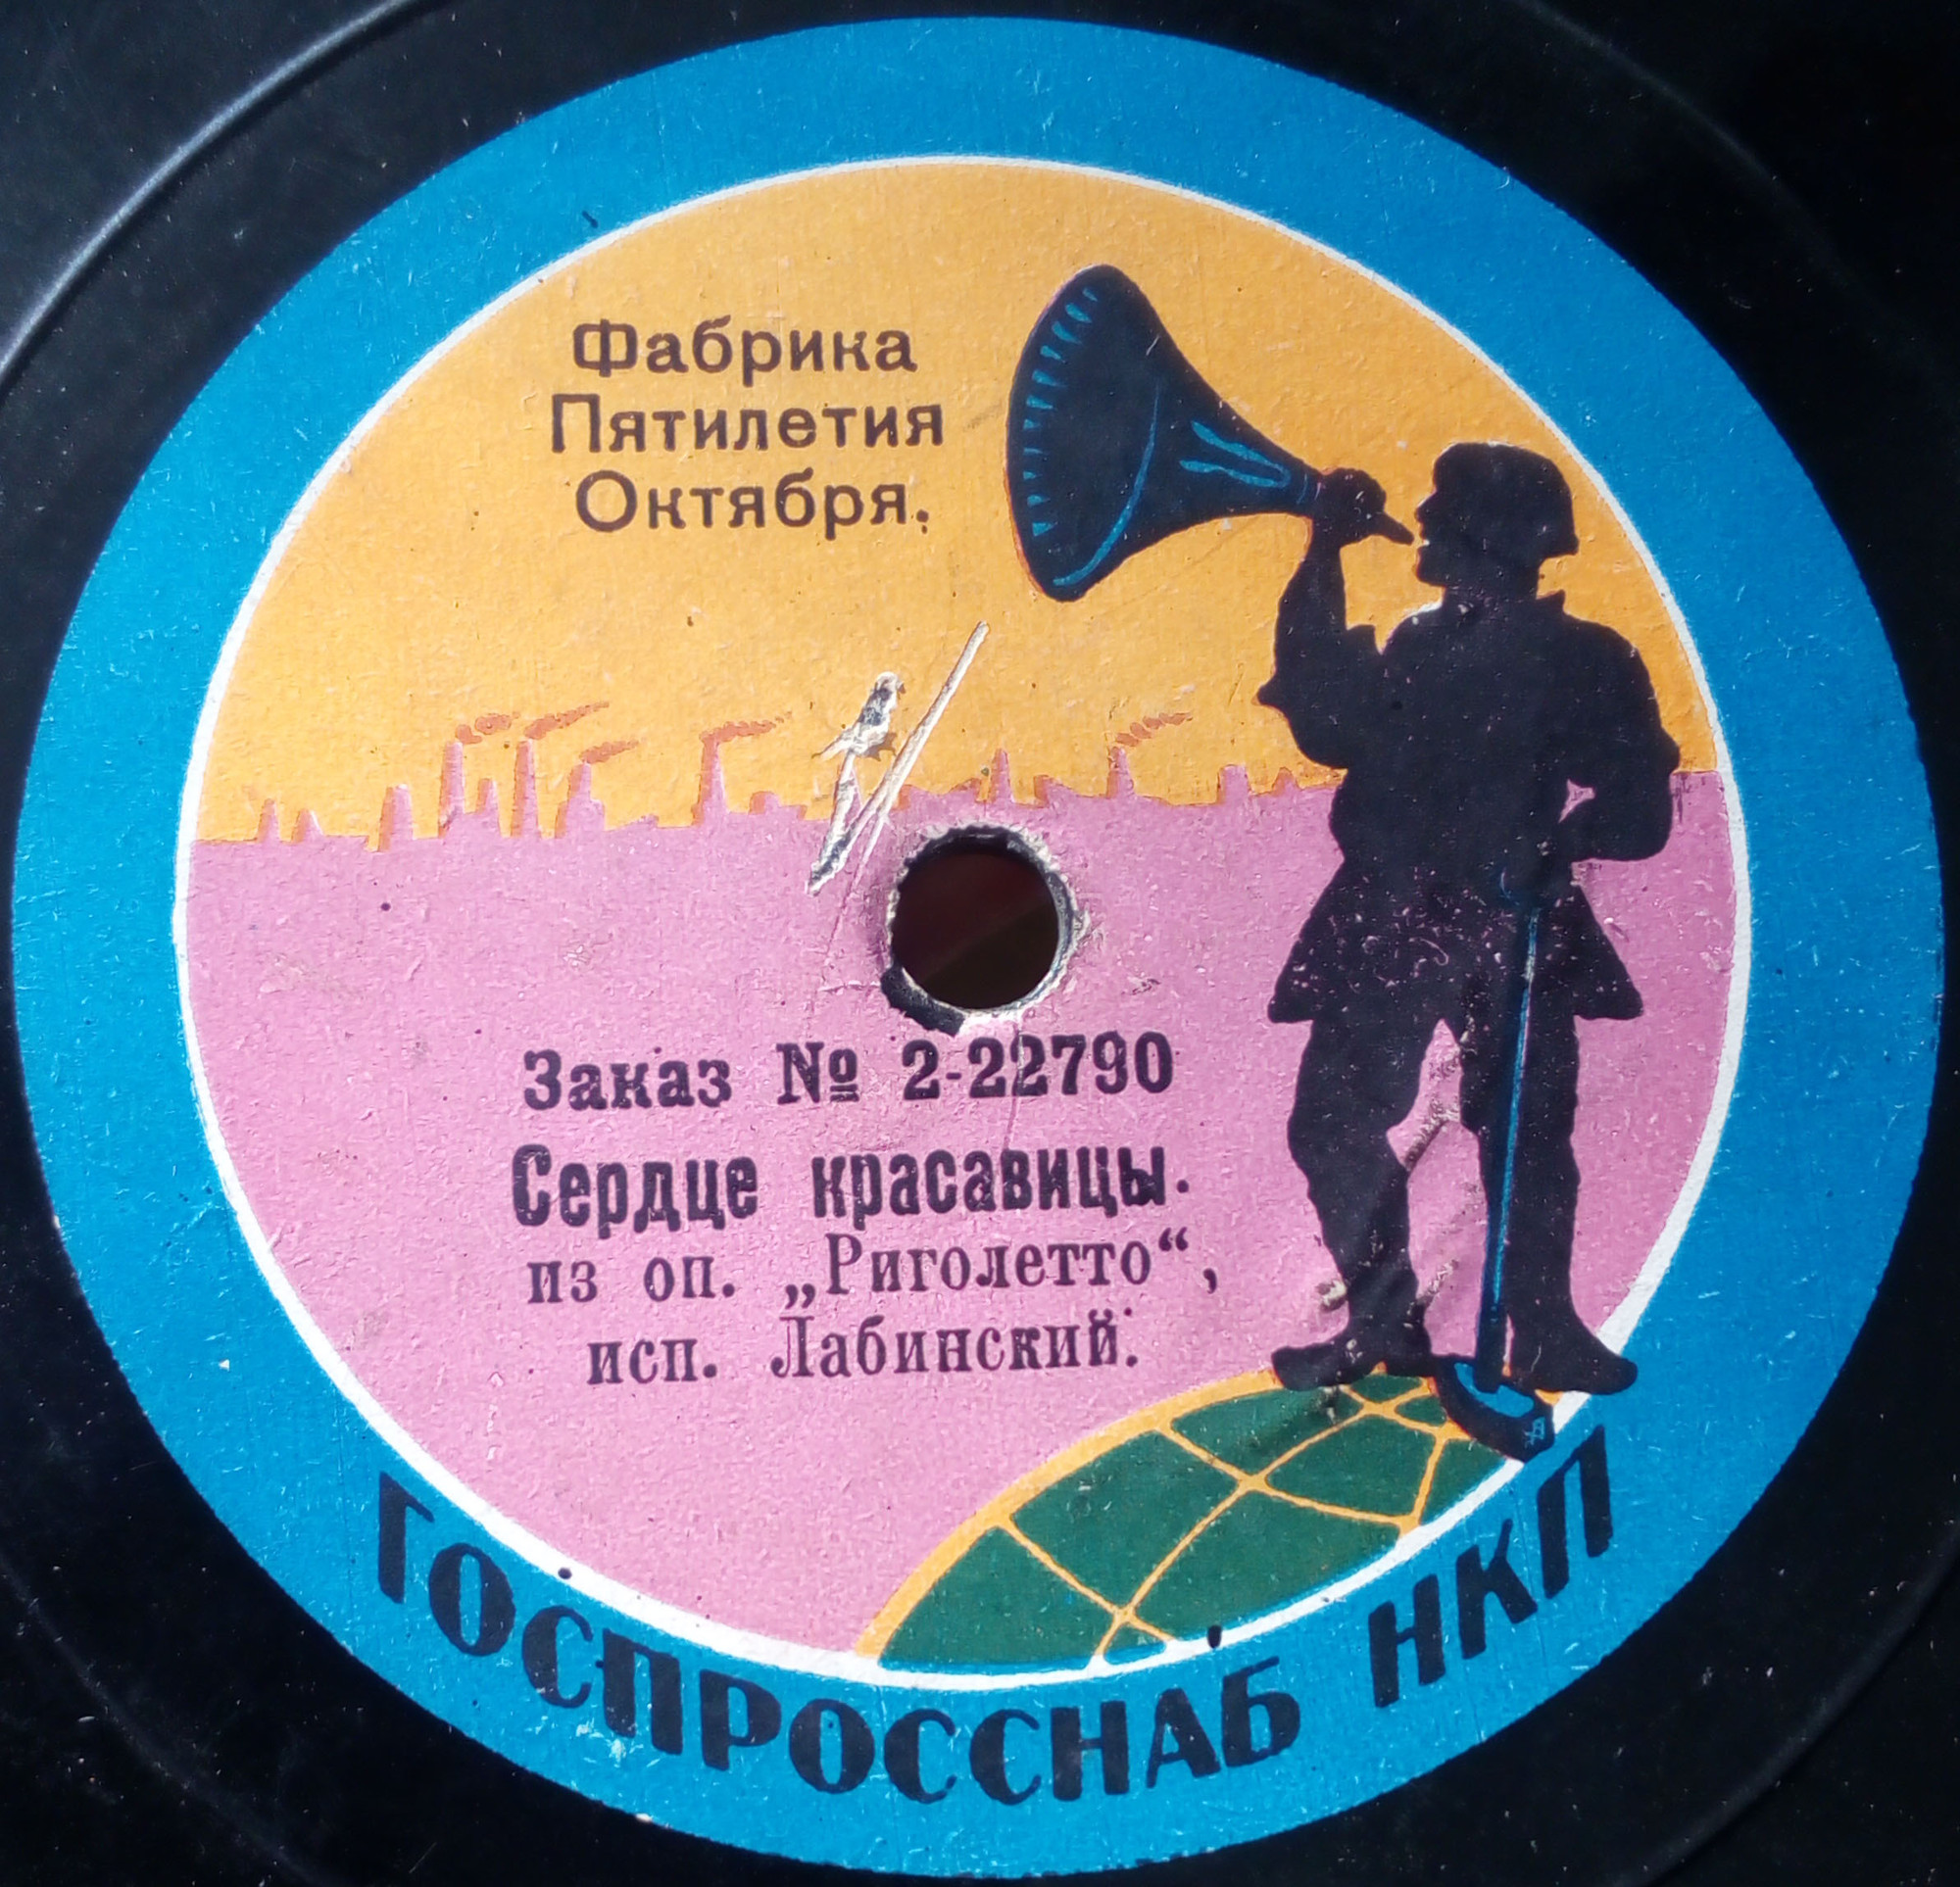 Фабрика
Пятилетия
Октября.
Заказ № 2-22790
Сердце красавицы.
из оп. „Риголетто“,
исп. Лабинский.
ГОСПРОССНАБ НКП